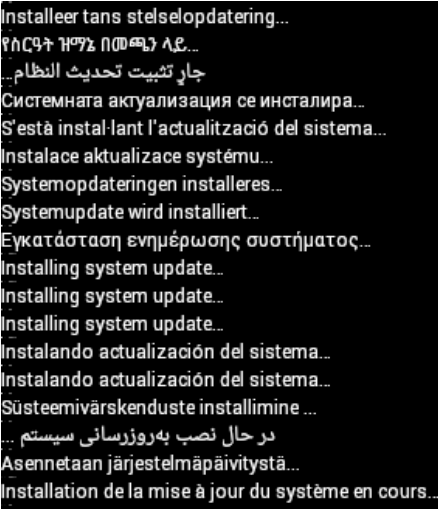 Installeer tans stelselopdatering...
የስርዓት ዝማኔ በመጫን ላይ...
جارٍ تثبيت تحديث النظام...
Системната актуализация се инсталира...
S'està instal·lant l'actualització del sistema...
Instalace aktualizace systému...
Systemopdateringen installeres...
Systemupdate wird installiert...
Εγκατάσταση ενημέρωσης συστήματος...
Installing system update...
Installing system update...
Installing system update...
Instalando actualización del sistema...
Instalando actualización del sistema...
Süsteemivärskenduste installimine ...
در حال نصب به‌روزرسانی سیستم ...
Asennetaan järjestelmäpäivitystä...
Installation de la mise à jour du système en cours...